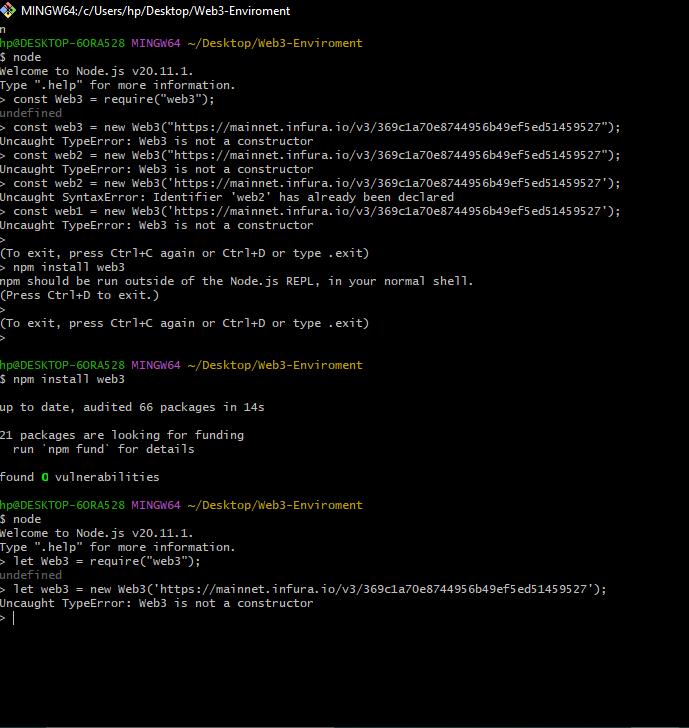 MINGW64:/c/Users/hp/Desktop/Web3-Enviroment
n
hp@DESKTOP-6ORA528 MINGW64 ~/Desktop/Web3-Enviroment
$ node
Welcome to Node.js v20.11.1.
Type ".help" for more information.
> const Web3 = require("web3");
undefined
> const web3 = new Web3("https://mainnet.infura.io/v3/369c1a70e8744956b49ef5ed51459527");
Uncaught TypeError: Web3 is not a constructor
> const web2 = new Web3("https://mainnet.infura.io/v3/369c1a70e8744956b49ef5ed51459527");
Uncaught TypeError: Web3 is not a constructor
> const web2 = new Web3('https://mainnet.infura.io/v3/369c1a70e8744956b49ef5ed51459527');
Uncaught SyntaxError: Identifier 'web2' has already been declared
> const web1 = new Web3('https://mainnet.infura.io/v3/369c1a70e8744956b49ef5ed51459527');
Uncaught TypeError: Web3 is not a constructor
>
(To exit, press Ctrl+C again or Ctrl+D or type .exit)
> npm install web3
npm should be run outside of the Node.js REPL, in your normal shell.
(Press Ctrl+D to exit.)
>
(To exit, press Ctrl+C again or Ctrl+D or type .exit)
>
hp@DESKTOP-6ORA528 MINGW64 ~/Desktop/Web3-Enviroment
$ npm install web3
up to date, audited 66 packages in 14s
21 packages are looking for funding
  run `npm fund` for details
found 0 vulnerabilities
hp@DESKTOP-6ORA528 MINGW64 ~/Desktop/Web3-Enviroment
$ node
Welcome to Node.js v20.11.1.
Type ".help" for more information.
> let Web3 = require("web3");
undefined
> let web3 = new Web3('https://mainnet.infura.io/v3/369c1a70e8744956b49ef5ed51459527');
Uncaught TypeError: Web3 is not a constructor
>